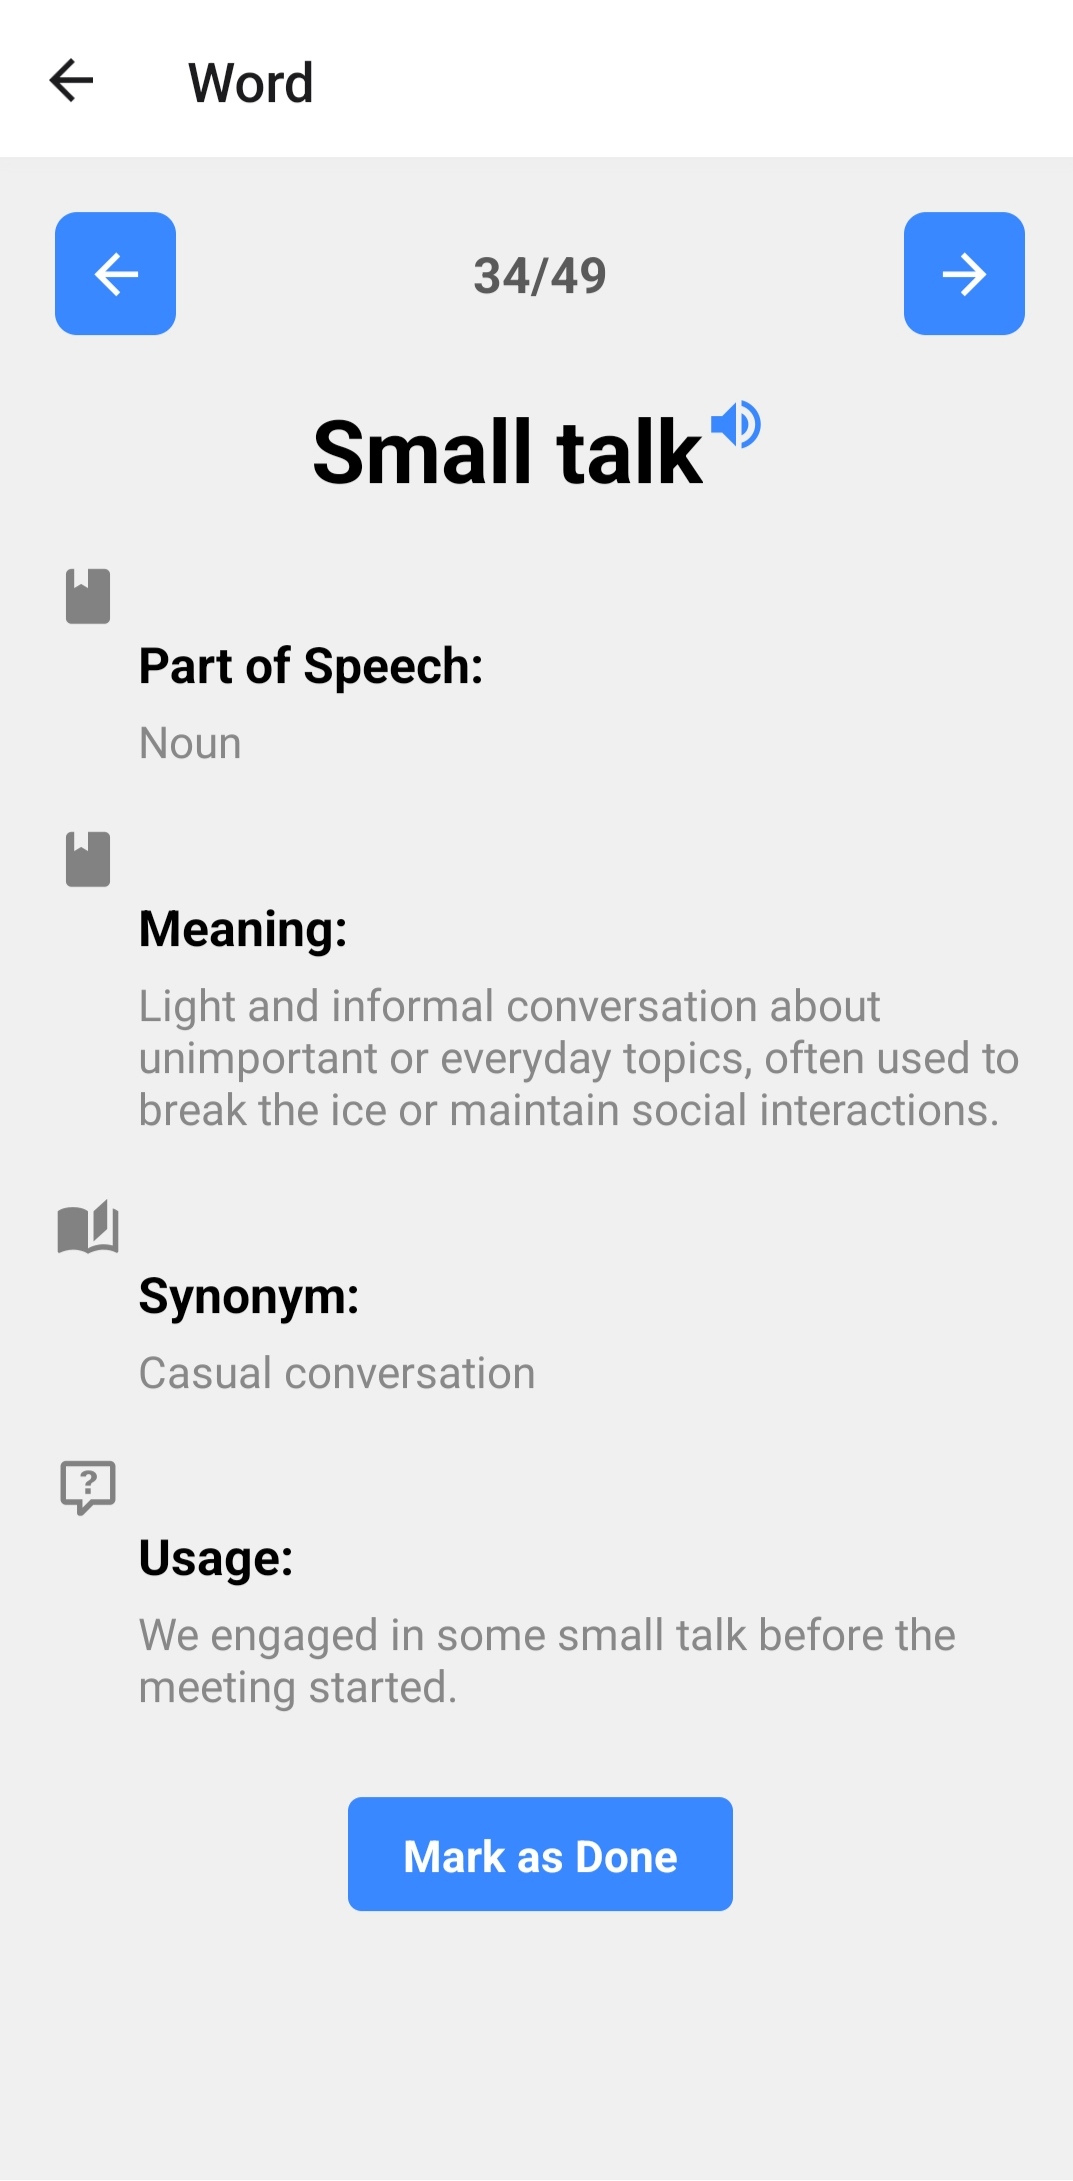 Word
34/49
Small talk
Part of Speech:
Noun
Meaning:
Light and informal conversation about
unimportant or everyday topics, often used to
break the ice or maintain social interactions.
Synonym:
Casual conversation
?
Usage:
We engaged in some small talk before the
meeting started.
Mark as Done